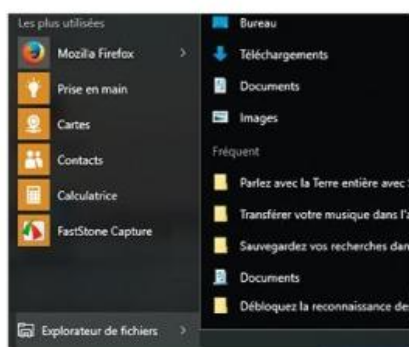 Les plus utilisées
Mozilla Firefox
Prise en main
Cartes
Contacts
Calculatrice
FastStone Capture
Explorateur de fichiers
Bureau
Téléchargements
Documents
Images
Fréquent
Parlez avec la Terre entière avec
Transférer votre musique dans l'a
Sauvegardez vos recherches dan
Documents
Débloquez la reconnaissance de